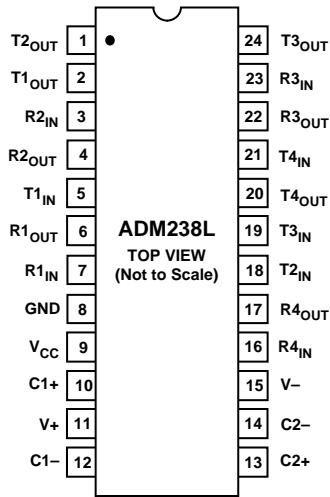 T2OUT 1 24 T3OUT
T1OUT 2 23 R3IN
R2IN 3 22 R3OUT
R2OUT 4 21 T4IN
T1IN 5 20 T4OUT
R1OUT 6 ADM238L 19 T3IN
TOP VIEW
R1IN 7 (Not to Scale) 18 T2IN
GND 8 17 R4OUT
VCC 9 16 R4IN
C1+ 10 15 V–
V+ 11 14 C2–
C1– 12 13 C2+